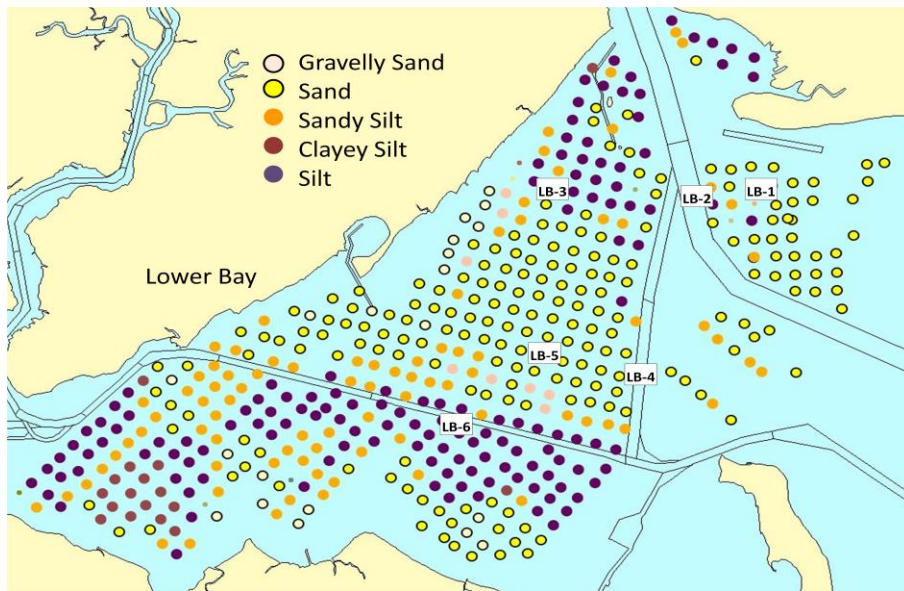 Gravelly Sand
Sand
Sandy Silt
Clayey Silt
Silt
LB-3
LB-2
LB-1
Lower Bay
LB-5
LB-4
LB-6